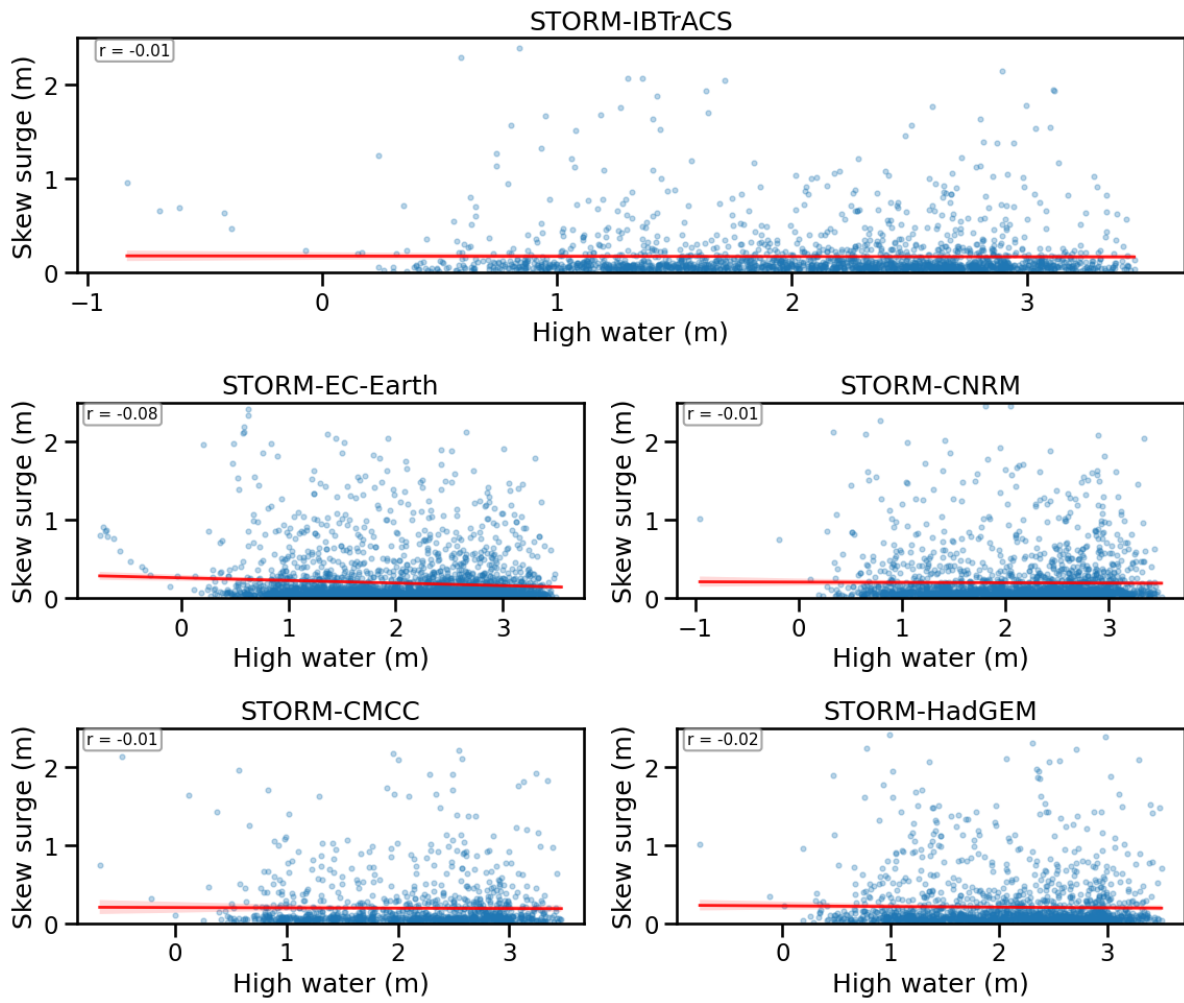 STORM-IBTrACS
r = -0.01
Skew surge (m)
2
1
0
−1 0 1 2 3
High water (m)
STORM-EC-Earth
r = -0.08
Skew surge (m)
2
1
0
0 1 2 3
High water (m)
STORM-CNRM
r = -0.01
Skew surge (m)
2
1
0
−1 0 1 2 3
High water (m)
STORM-CMCC
r = -0.01
Skew surge (m)
2
1
0
0 1 2 3
High water (m)
STORM-HadGEM
r = -0.02
Skew surge (m)
2
1
0
0 1 2 3
High water (m)